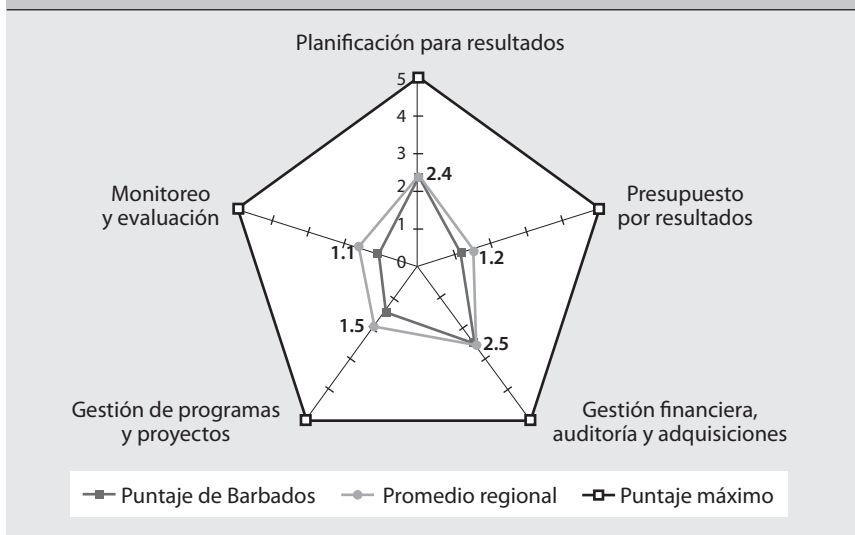 Planificación para resultados
5
4
3
2
1
0
2.4
Monitoreo
y evaluación
Presupuesto
por resultados
1.1
1.2
1.5
2.5
Gestión de programas
y proyectos
Gestión financiera,
auditoría y adquisiciones
Puntaje de Barbados
Promedio regional
Puntaje máximo